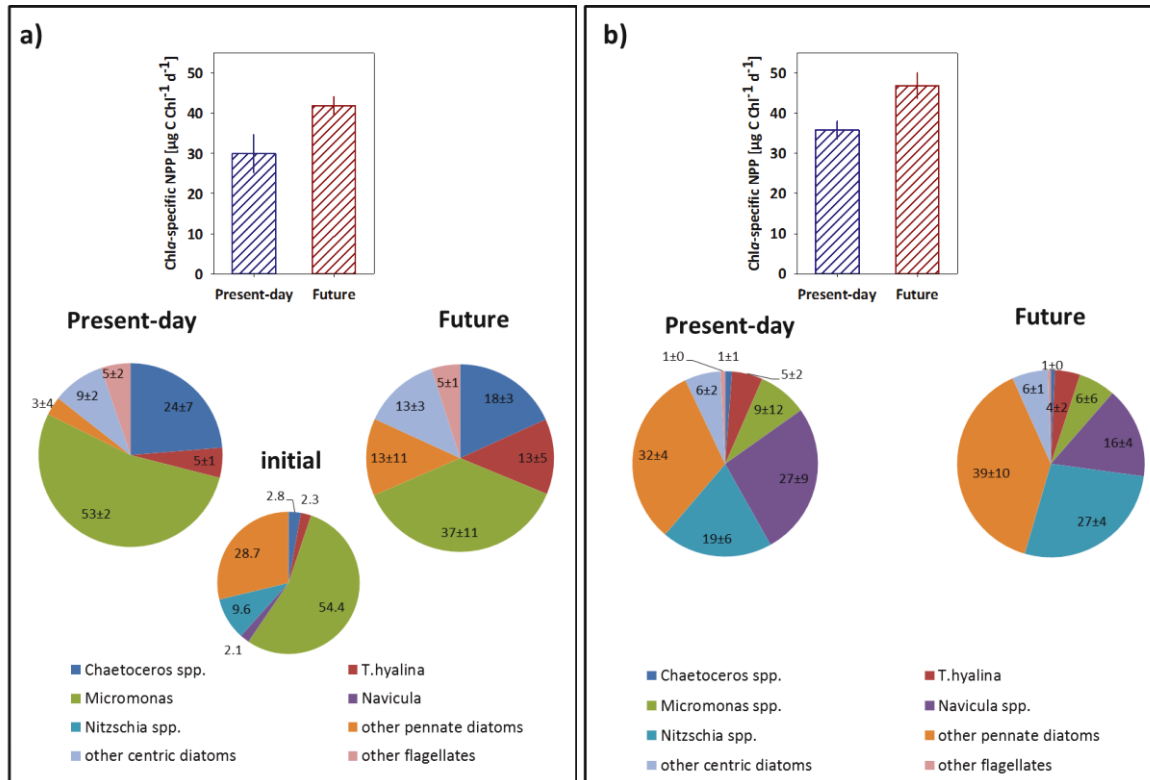 a)
Chlα-specific NPP [µg C Chl⁻¹ d⁻¹]
50
40
30
20
10
0
Present-day
Future
Present-day
Future
5±2
9±2
3±4
24±7
5±1
53±2
5±1
13±3
18±3
13±11
13±5
37±11
initial
2.8
2.3
28.7
54.4
9.6
2.1
Chaetoceros spp.
T.hyalina
Micromonas
Navicula
Nitzschia spp.
other pennate diatoms
other centric diatoms
other flagellates
b)
Chlα-specific NPP [µg C Chl⁻¹ d⁻¹]
50
40
30
20
10
0
Present-day
Future
Present-day
Future
1±0
1±1
5±2
6±2
9±12
32±4
27±9
19±6
1±0
6±1
4±2
6±6
16±4
39±10
27±4
Chaetoceros spp.
T.hyalina
Micromonas spp.
Navicula spp.
Nitzschia spp.
other pennate diatoms
other centric diatoms
other flagellates